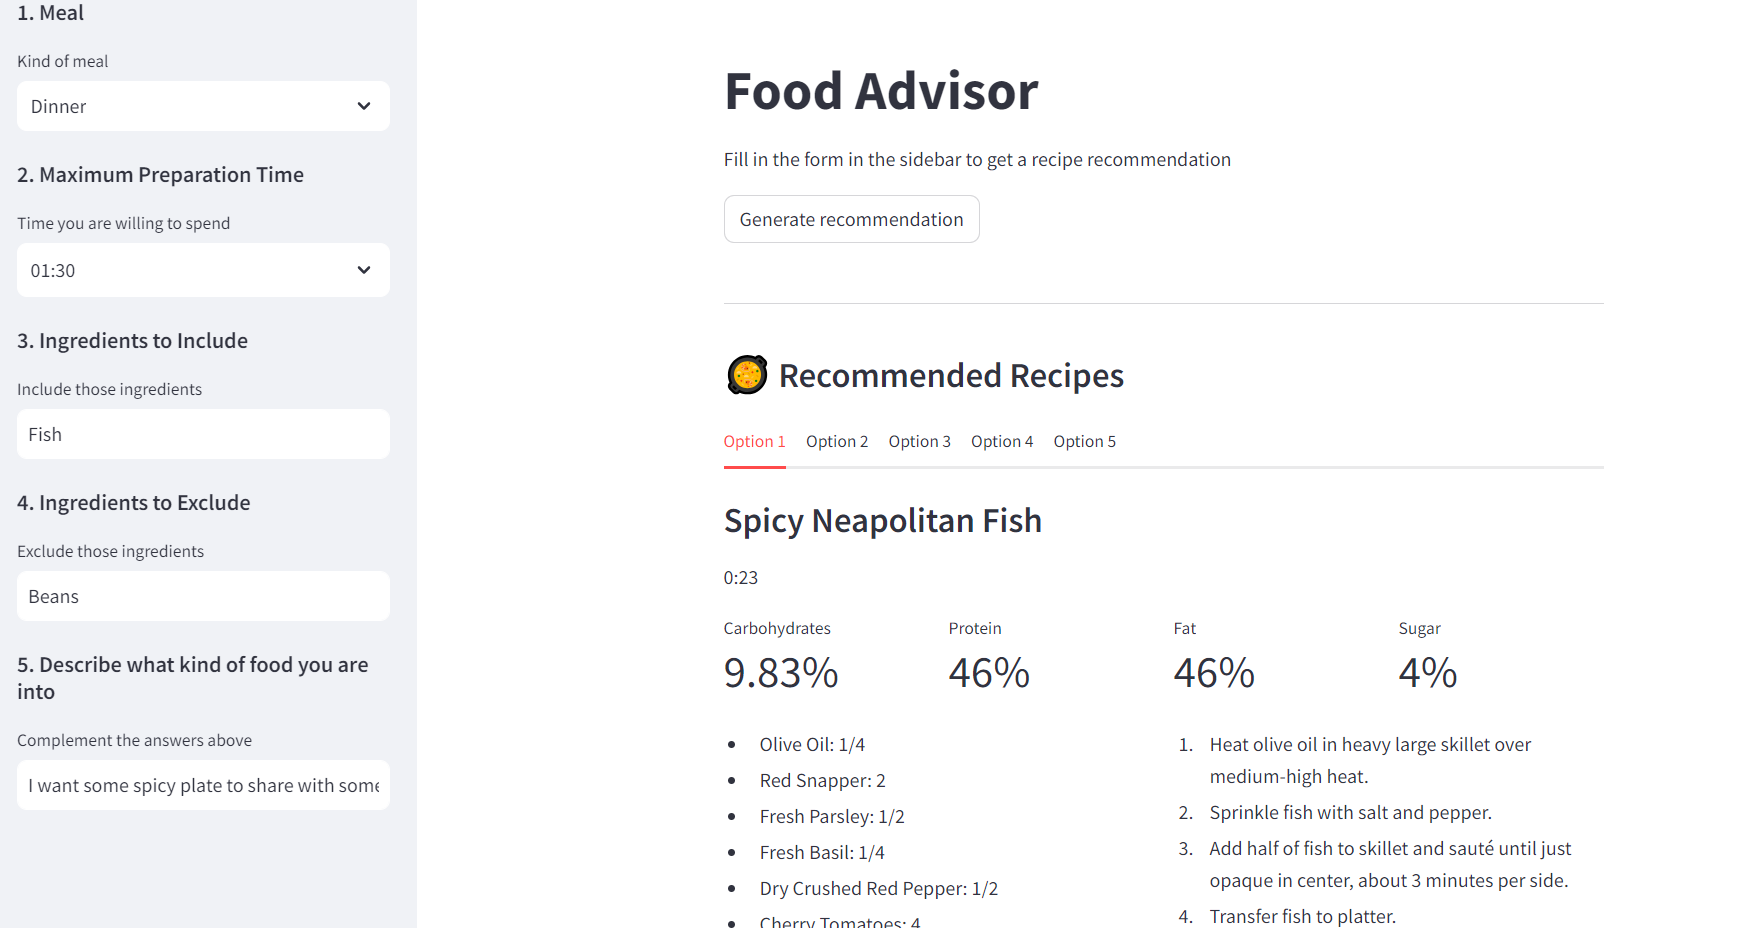 1. Meal
Kind of meal
Dinner
2. Maximum Preparation Time
Time you are willing to spend
01:30
3. Ingredients to Include
Include those ingredients
Fish
4. Ingredients to Exclude
Exclude those ingredients
Beans
5. Describe what kind of food you are
into
Complement the answers above
I want some spicy plate to share with some
Food Advisor
Fill in the form in the sidebar to get a recipe recommendation
Generate recommendation
Recommended Recipes
Option 1 Option 2 Option 3 Option 4 Option 5
Spicy Neapolitan Fish
0:23
Carbohydrates Protein Fat Sugar
9.83% 46% 46% 4%
• Olive Oil: 1/4
• Red Snapper: 2
• Fresh Parsley: 1/2
• Fresh Basil: 1/4
• Dry Crushed Red Pepper: 1/2
• Cherry Tomatoes: 4
1. Heat olive oil in heavy large skillet over
medium-high heat.
2. Sprinkle fish with salt and pepper.
3. Add half of fish to skillet and sauté until just
opaque in center, about 3 minutes per side.
4. Transfer fish to platter.